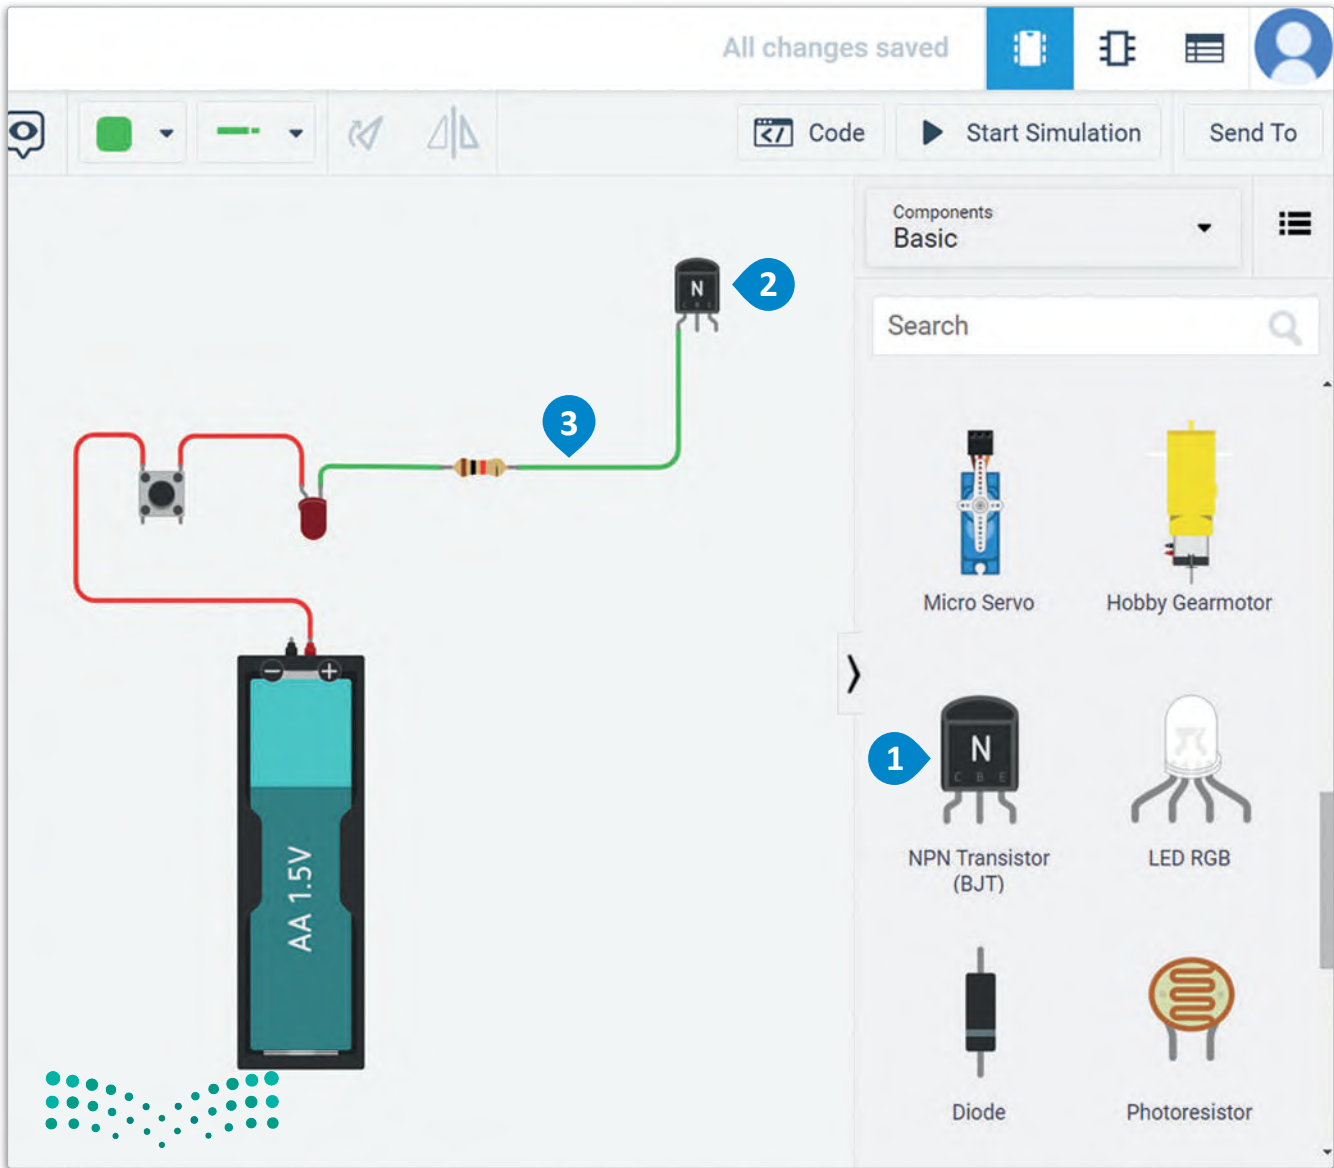 All changes saved
Code
Start Simulation
Send To
Components
Basic
Search
N
2
3
Micro Servo
Hobby Gearmotor
1
N
C B E
NPN Transistor
(BJT)
LED RGB
AA 1.5V
Diode
Photoresistor